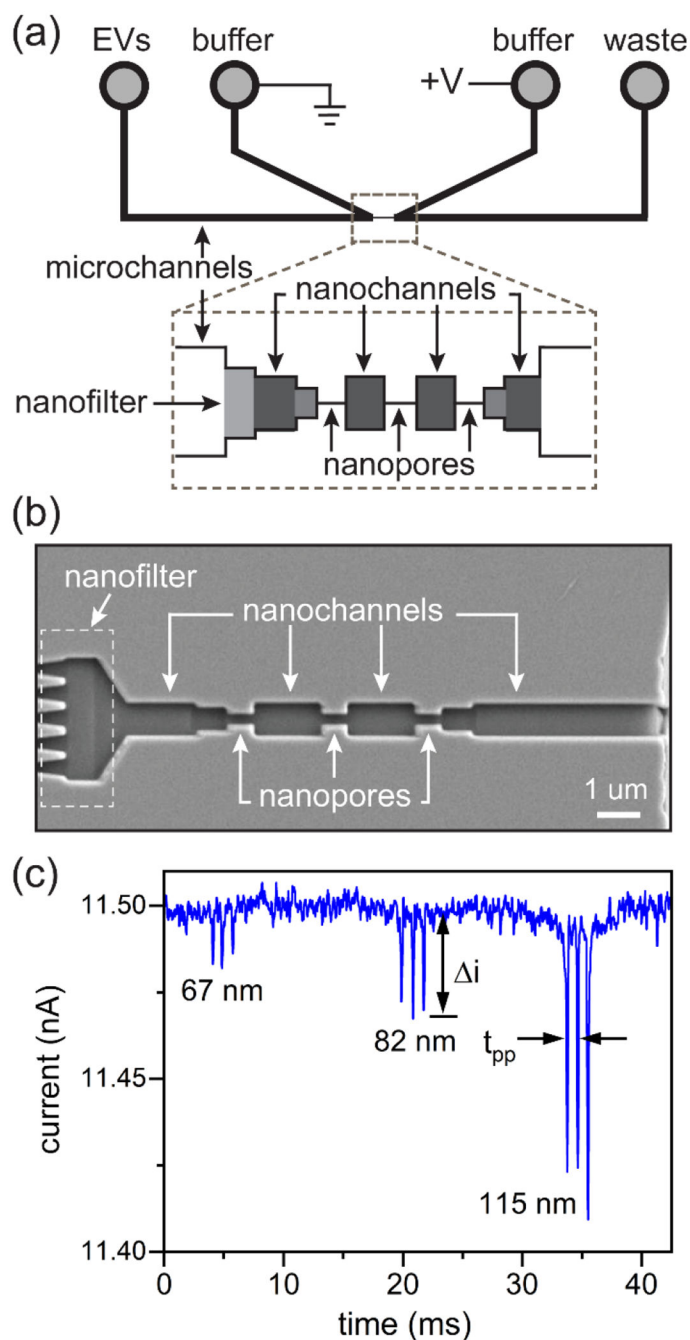 (a)
EVs buffer buffer waste
+V
microchannels
nanochannels
nanofilter
nanopores
(b)
nanofilter
nanochannels
nanopores
1 um
(c)
11.50
67 nm
Δi
82 nm
tpp
11.45
115 nm
11.40
current (nA)
0 10 20 30 40
time (ms)